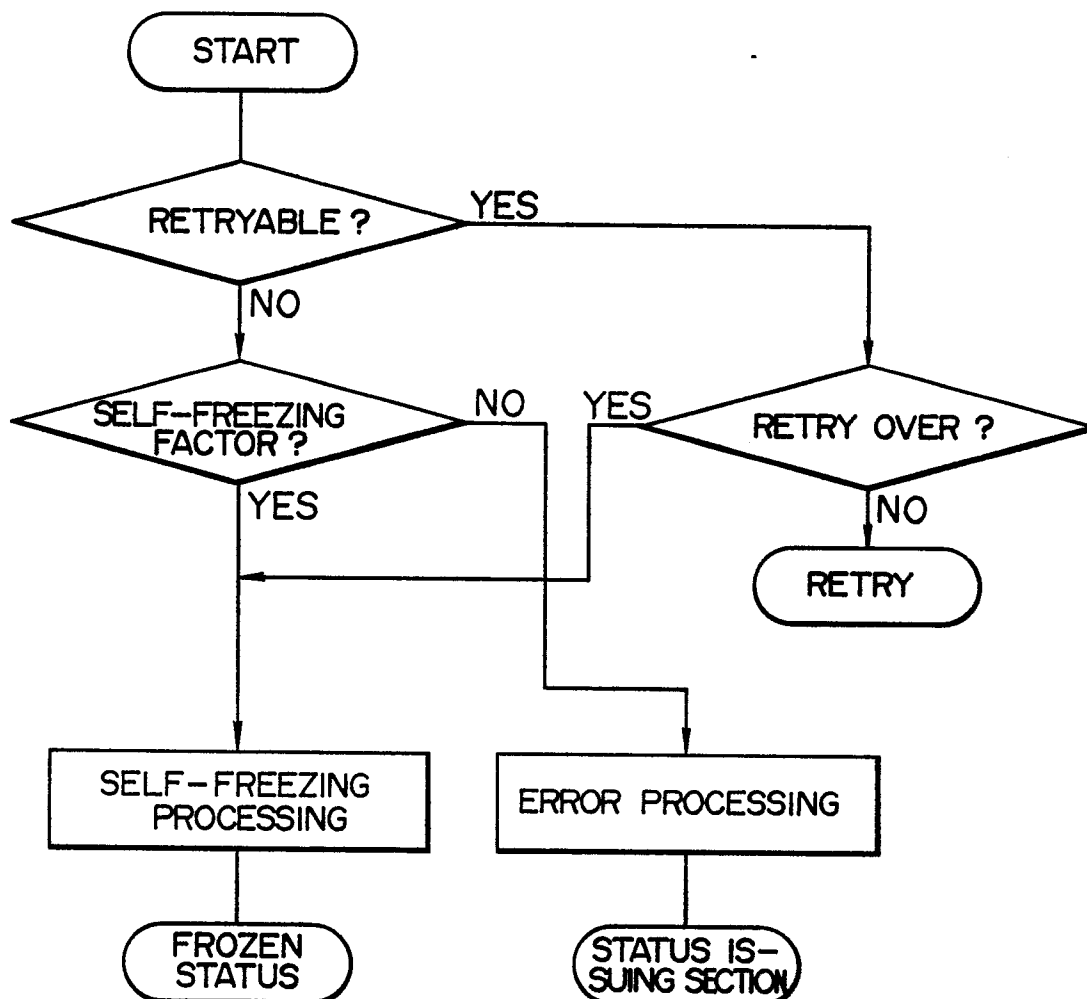 START
RETRYABLE ?
YES
NO
SELF-FREEZING
FACTOR ?
NO
YES
RETRY OVER ?
YES
NO
RETRY
SELF-FREEZING
PROCESSING
ERROR PROCESSING
FROZEN
STATUS
STATUS IS-
SUING SECTION